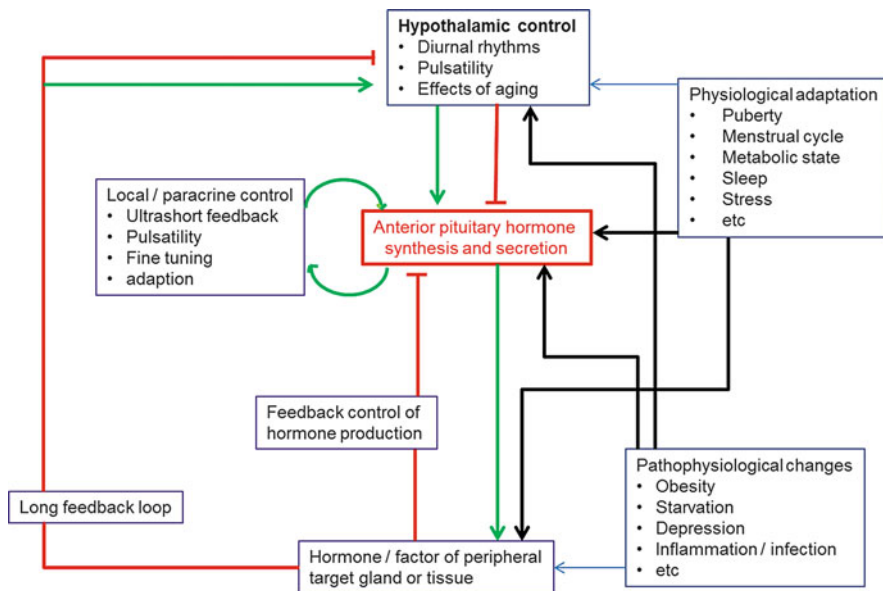 Hypothalamic control
• Diurnal rhythms
• Pulsatility
• Effects of aging
Physiological adaptation
• Puberty
• Menstrual cycle
• Metabolic state
• Sleep
• Stress
• etc
Local / paracrine control
• Ultrashort feedback
• Pulsatility
• Fine tuning
• adaption
Anterior pituitary hormone
synthesis and secretion
Feedback control of
hormone production
Long feedback loop
Pathophysiological changes
• Obesity
• Starvation
• Depression
• Inflammation / infection
• etc
Hormone / factor of peripheral
target gland or tissue